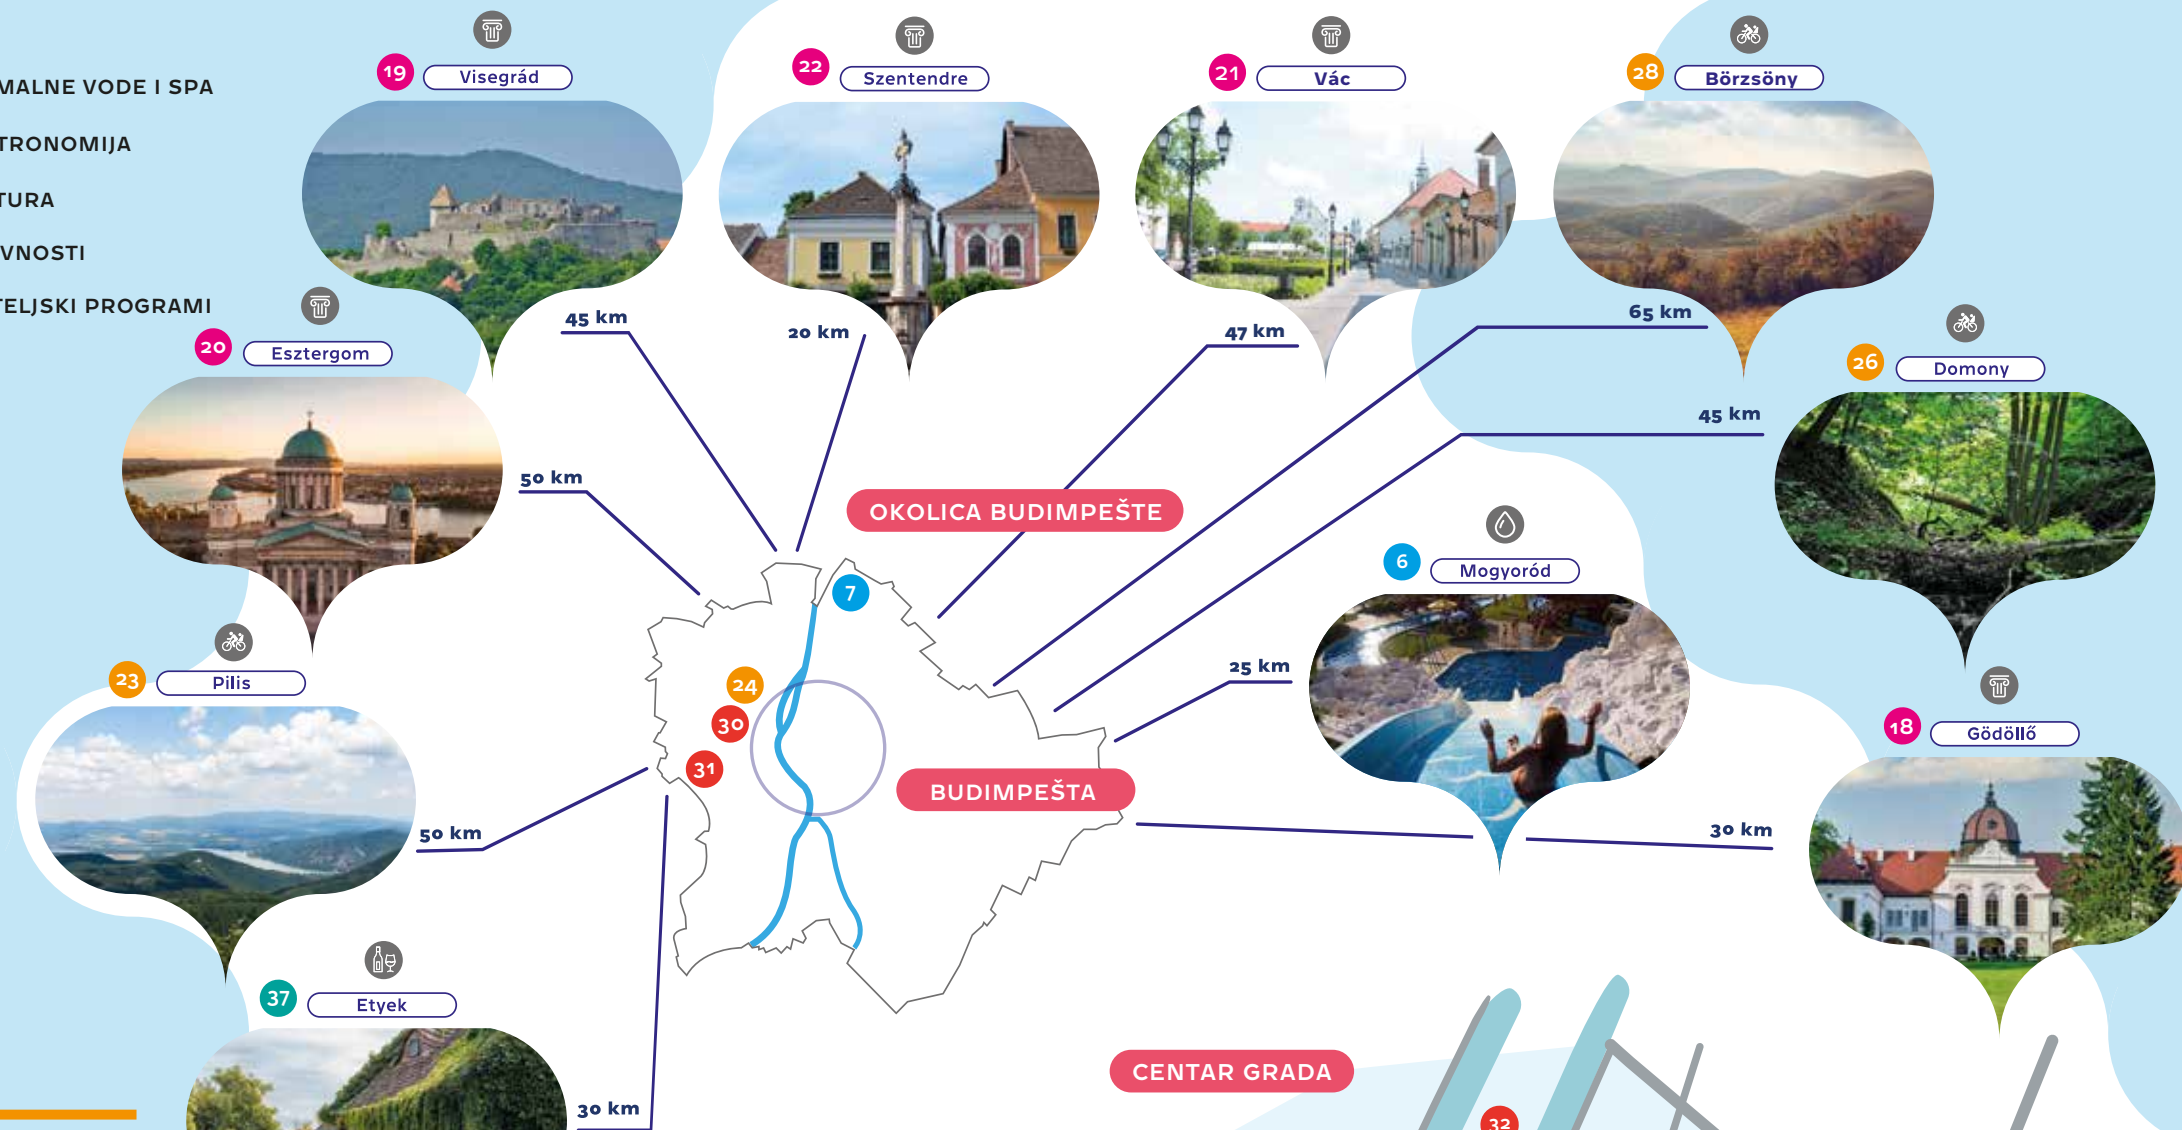 MALNE VODE I SPA
TRONOMIJA
TURA
VNOSTI
TELJSKI PROGRAMI
19 Visegrád
22 Szentendre
21 Vác
28 Börzsöny
45 km
20 km
47 km
65 km
20 Esztergom
26 Domony
45 km
50 km
OKOLICA BUDIMPEŠTE
6 Mogyoród
7
23 Pilis
24
25 km
30
18 Gödöllő
31
BUDIMPEŠTA
50 km
30 km
37 Etyek
CENTAR GRADA
30 km
32